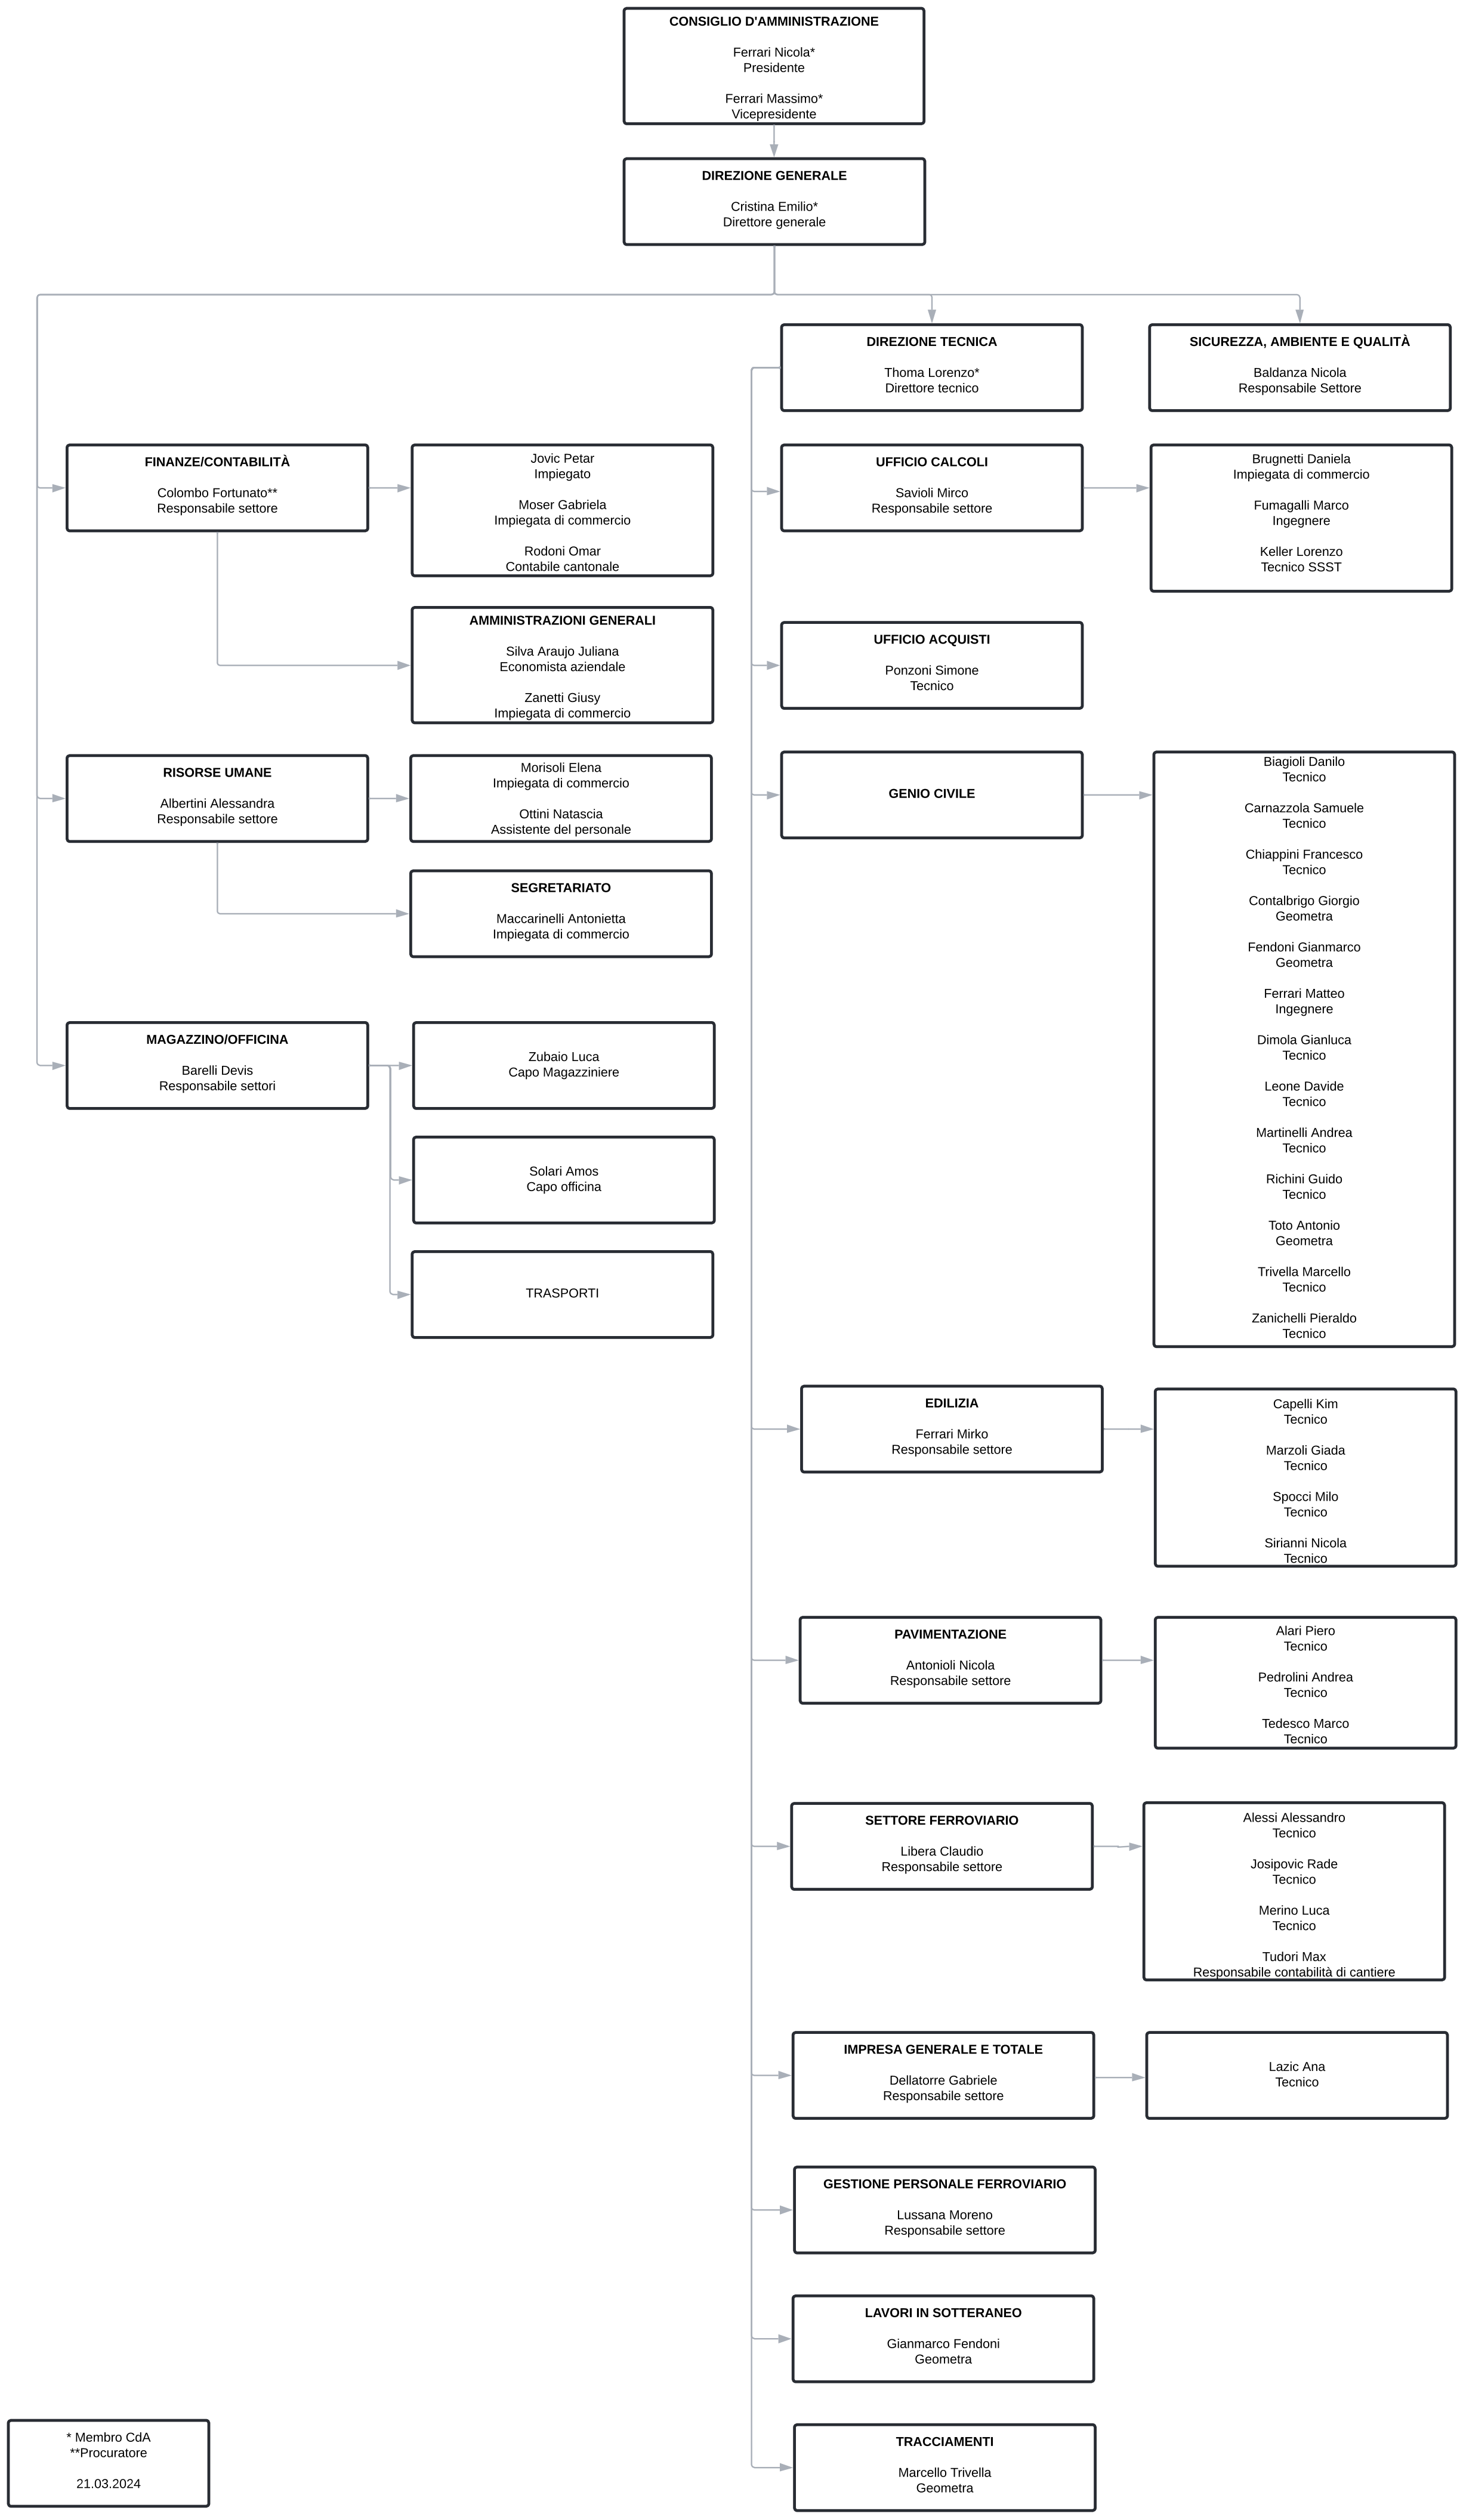 CONSIGLIO D'AMMINISTRAZIONE
Ferrari Nicola*
Presidente
Ferrari Massimo*
Vicepresidente
DIREZIONE GENERALE
Cristina Emilio*
Direttore generale
DIREZIONE TECNICA
Thoma Lorenzo*
Direttore tecnico
SICUREZZA, AMBIENTE E QUALITÀ
Baldanza Nicola
Responsabile Settore
FINANZE/CONTABILITÀ
Colombo Fortunato**
Responsabile settore
Jovic Petar
Impiegato
Moser Gabriela
Impiegata di commercio
Rodoni Omar
Contabile cantonale
AMMINISTRAZIONI GENERALI
Silva Araujo Juliana
Economista aziendale
Zanetti Giusy
Impiegata di commercio
RISORSE UMANE
Albertini Alessandra
Responsabile settore
Morisoli Elena
Impiegata di commercio
Ottini Natascia
Assistente del personale
SEGRETARIATO
Maccarinelli Antonietta
Impiegata di commercio
MAGAZZINO/OFFICINA
Barelli Devis
Responsabile settori
Zubaio Luca
Capo Magazziniere
Solari Amos
Capo officina
TRASPORTI
UFFICIO CALCOLI
Savioli Mirco
Responsabile settore
Brugnetti Daniela
Impiegata di commercio
Fumagalli Marco
Ingegnere
Keller Lorenzo
Tecnico SSST
UFFICIO ACQUISTI
Ponzoni Simone
Tecnico
GENIO CIVILE
Biagioli Danilo
Tecnico
Carnazzola Samuele
Tecnico
Chiappini Francesco
Tecnico
Contalbrigo Giorgio
Geometra
Fendoni Gianmarco
Geometra
Ferrari Matteo
Ingegnere
Dimola Gianluca
Tecnico
Leone Davide
Tecnico
Martinelli Andrea
Tecnico
Richini Guido
Tecnico
Toto Antonio
Geometra
Trivella Marcello
Tecnico
Zanichelli Pieraldo
Tecnico
EDILIZIA
Ferrari Mirko
Responsabile settore
Capelli Kim
Tecnico
Marzoli Giada
Tecnico
Spocci Milo
Tecnico
Sirianni Nicola
Tecnico
PAVIMENTAZIONE
Antonioli Nicola
Responsabile settore
Alari Piero
Tecnico
Pedrolini Andrea
Tecnico
Tedesco Marco
Tecnico
SETTORE FERROVIARIO
Libera Claudio
Responsabile settore
Alessi Alessandro
Tecnico
Josipovic Rade
Tecnico
Merino Luca
Tecnico
Tudori Max
Responsabile contabilità di cantiere
IMPRESA GENERALE E TOTALE
Dellatorre Gabriele
Responsabile settore
Lazic Ana
Tecnico
GESTIONE PERSONALE FERROVIARIO
Lussana Moreno
Responsabile settore
LAVORI IN SOTTERANEO
Gianmarco Fendoni
Geometra
TRACCIAMENTI
Marcello Trivella
Geometra
* Membro CdA
**Procuratore
21.03.2024